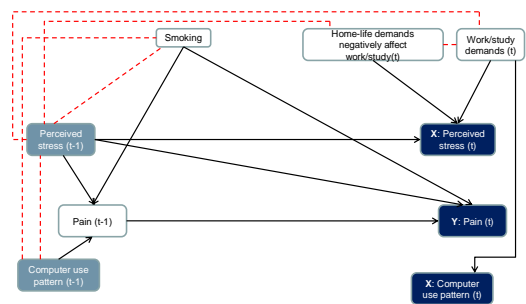 Smoking
Home-life demands
negatively affect
work/study(t)
Work/study
demands (t)
Perceived
stress (t-1)
X: Perceived
stress (t)
Pain (t-1)
Y: Pain (t)
Computer use
pattern (t-1)
X: Computer
use pattern (t)